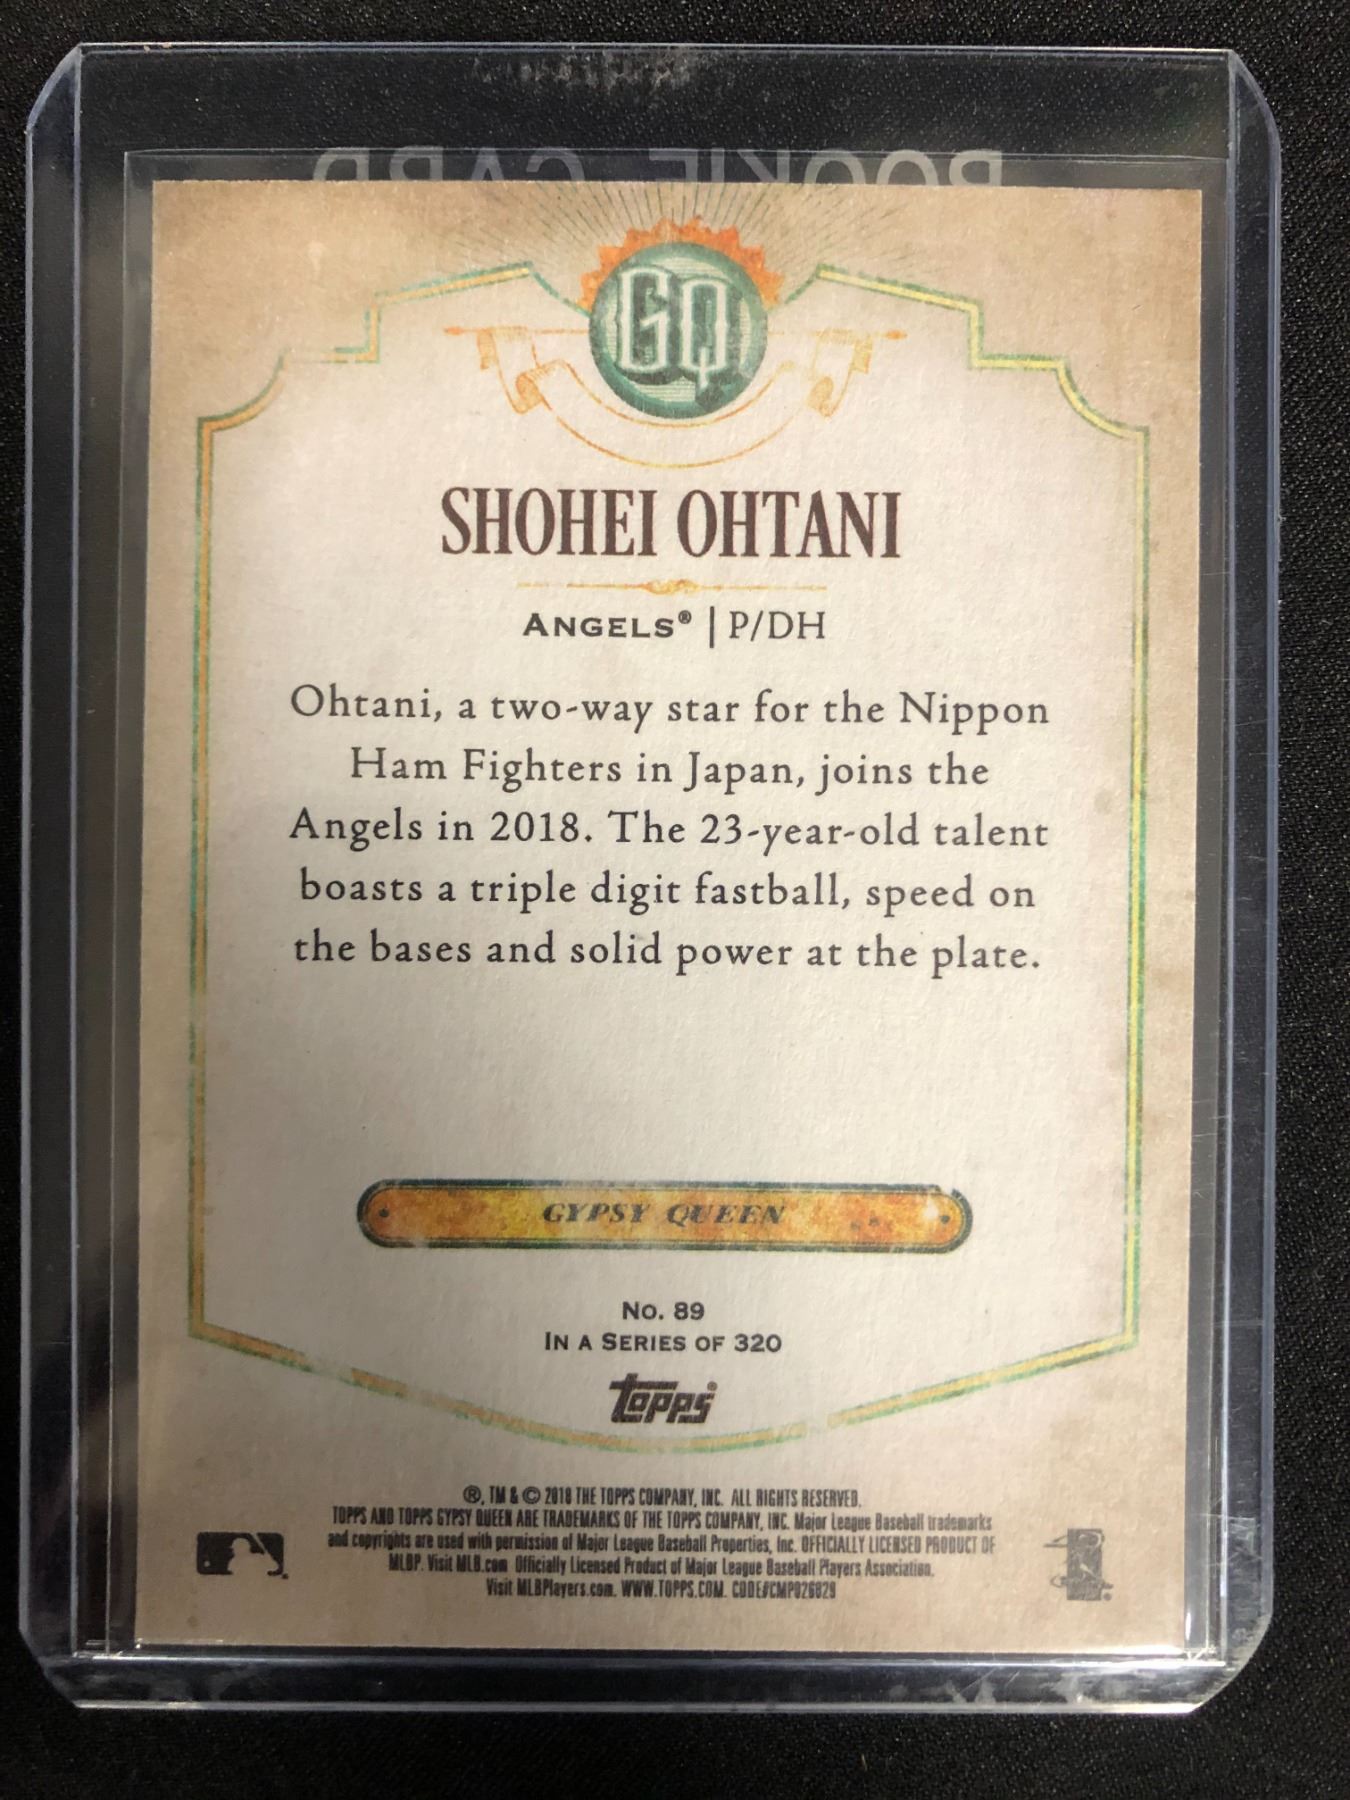 ROOKIE CARD
GQ
SHOHEI OHTANI
ANGELS® | P/DH
Ohtani, a two-way star for the Nippon
Ham Fighters in Japan, joins the
Angels in 2018. The 23-year-old talent
boasts a triple digit fastball, speed on
the bases and solid power at the plate.
GYPSY QUEEN
NO. 89
IN A SERIES OF 320
topps®
®, TM & © 2018 THE TOPPS COMPANY, INC. ALL RIGHTS RESERVED.
TOPPS AND TOPPS GYPSY QUEEN ARE TRADEMARKS OF THE TOPPS COMPANY, INC. Major League Baseball trademarks
and copyrights are used with permission of Major League Baseball Properties, Inc. OFFICIALLY LICENSED PRODUCT OF
MLBP. Visit MLB.com Officially Licensed Product of Major League Baseball Players Association.
Visit MLBPlayers.com. WWW.TOPPS.COM. CODE#CMP026829